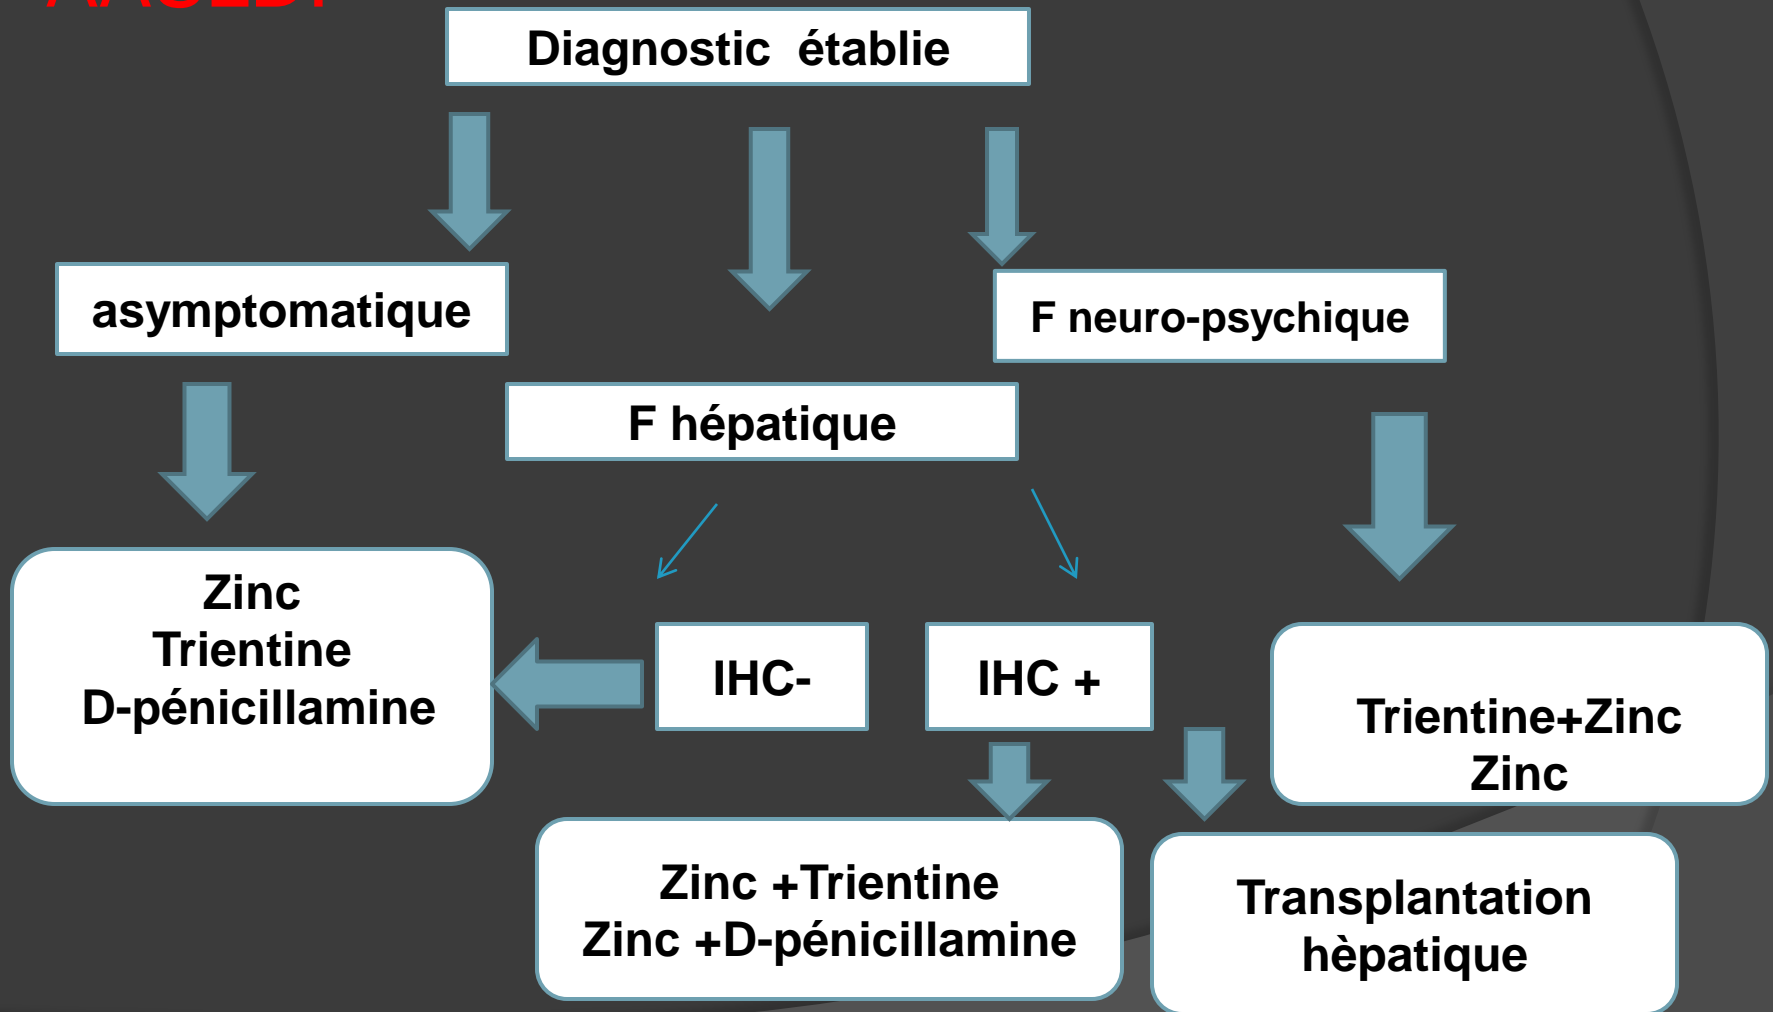 Diagnostic établie
asymptomatique
F neuro-psychique
F hépatique
Zinc
Trientine
D-pénicillamine
IHC-
IHC +
Trientine+Zinc
Zinc
Zinc +Trientine
Zinc +D-pénicillamine
Transplantation
hèpatique